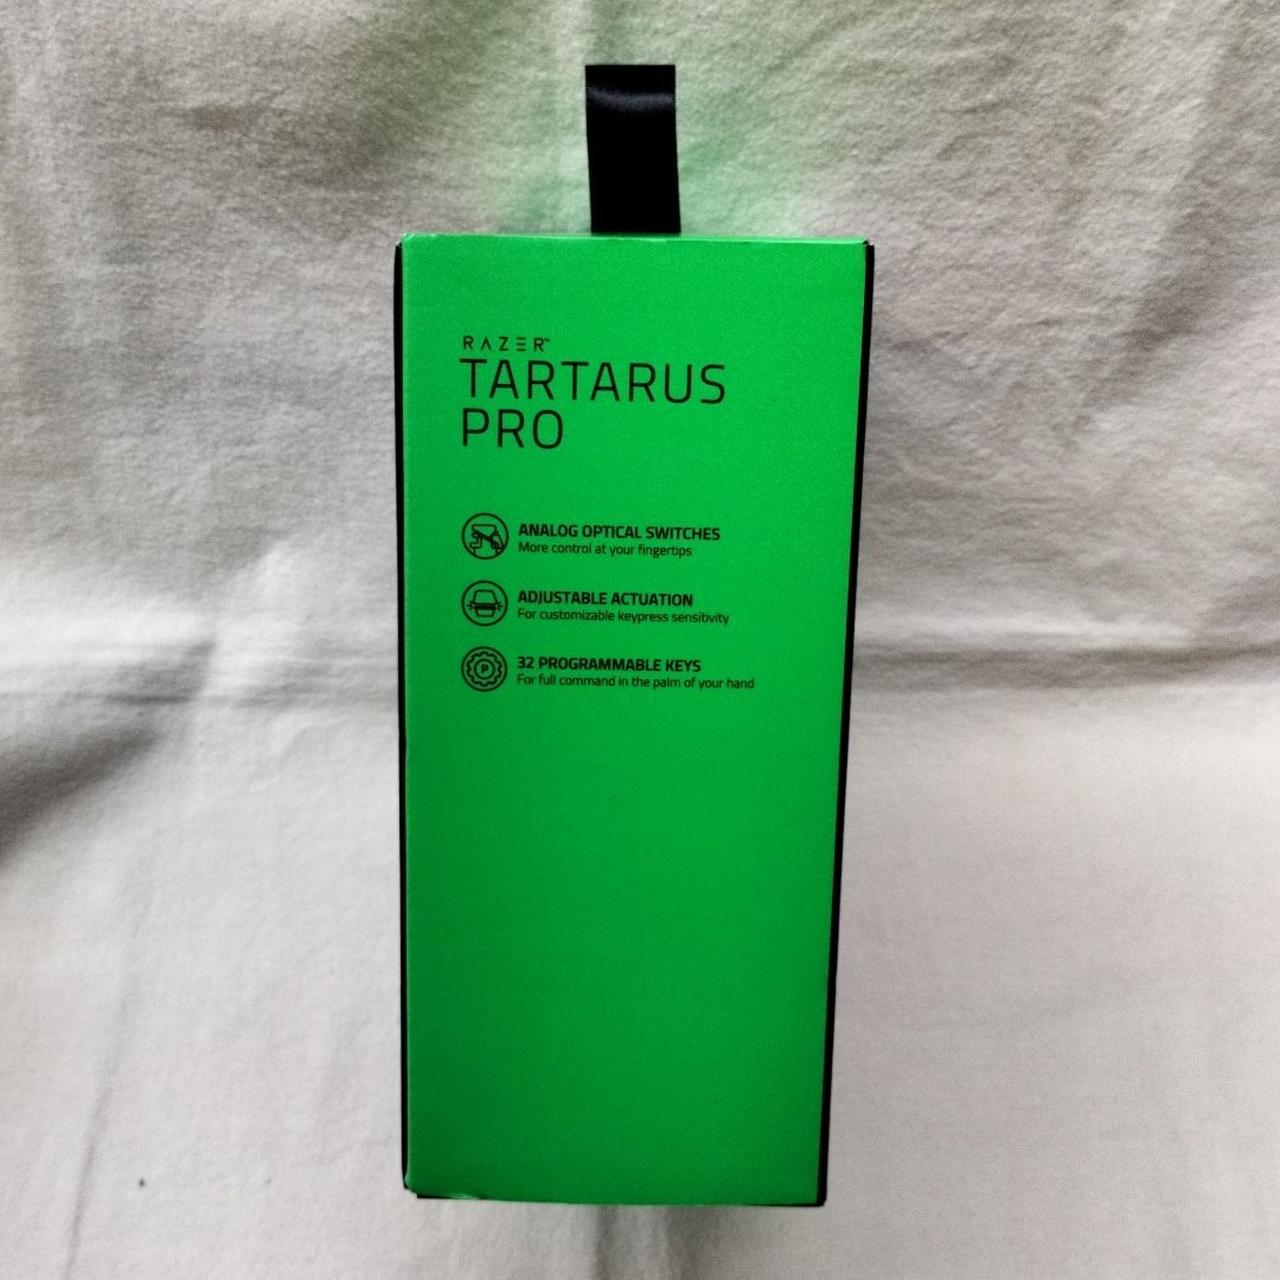 RAZER™
TARTARUS
PRO
ANALOG OPTICAL SWITCHES
More control at your fingertips
ADJUSTABLE ACTUATION
For customizable keypress sensitivity
P
32 PROGRAMMABLE KEYS
For full command in the palm of your hand